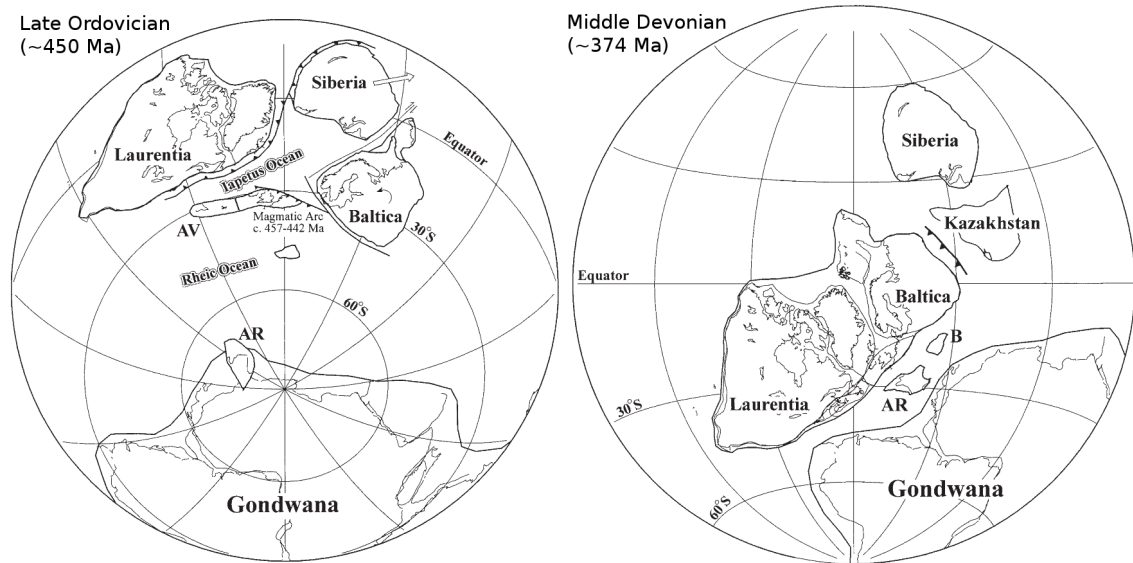 Late Ordovician
(~450 Ma)
Siberia
Laurentia
Equator
Iapetus Ocean
Magmatic Arc
c. 457-442 Ma
Baltica
AV
30°S
Rheic Ocean
60°S
AR
Gondwana
Middle Devonian
(~374 Ma)
Siberia
Kazakhstan
Equator
Baltica
B
Laurentia
AR
30°S
Gondwana
60°S